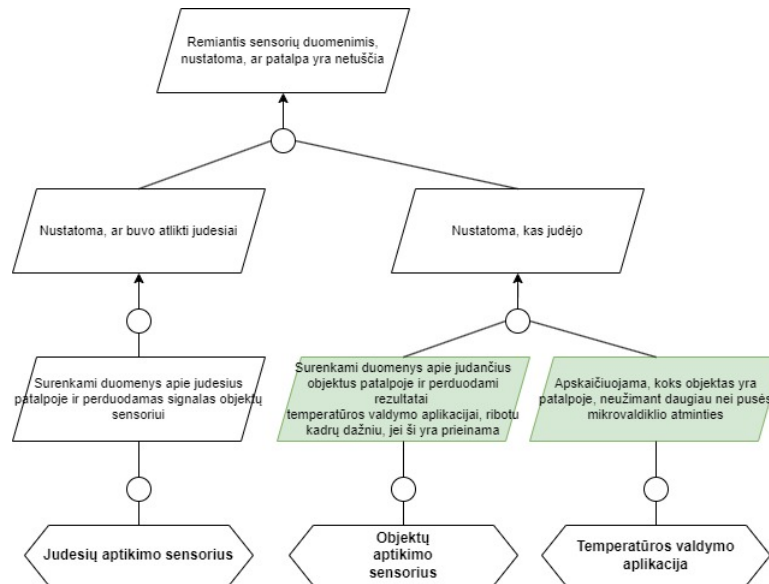 Remiantis sensorių duomenimis,
nustatoma, ar patalpa yra netuščia
Nustatoma, ar buvo atlikti judesiai
Nustatoma, kas judėjo
Surenkami duomenys apie judesius
patalpoje ir perduodamas signalas objektų
sensoriui
Surenkami duomenys apie judančius
objektus patalpoje ir perduodami
rezultatai
temperatūros valdymo aplikacijai, ribotu
kadrų dažniu, jei ši yra prieinama
Apskaičiuojama, koks objektas yra
patalpoje, neužimant daugiau nei pusės
mikrovaldiklio atminties
Judesių aptikimo sensorius
Objektų
aptikimo
sensorius
Temperatūros valdymo
aplikacija